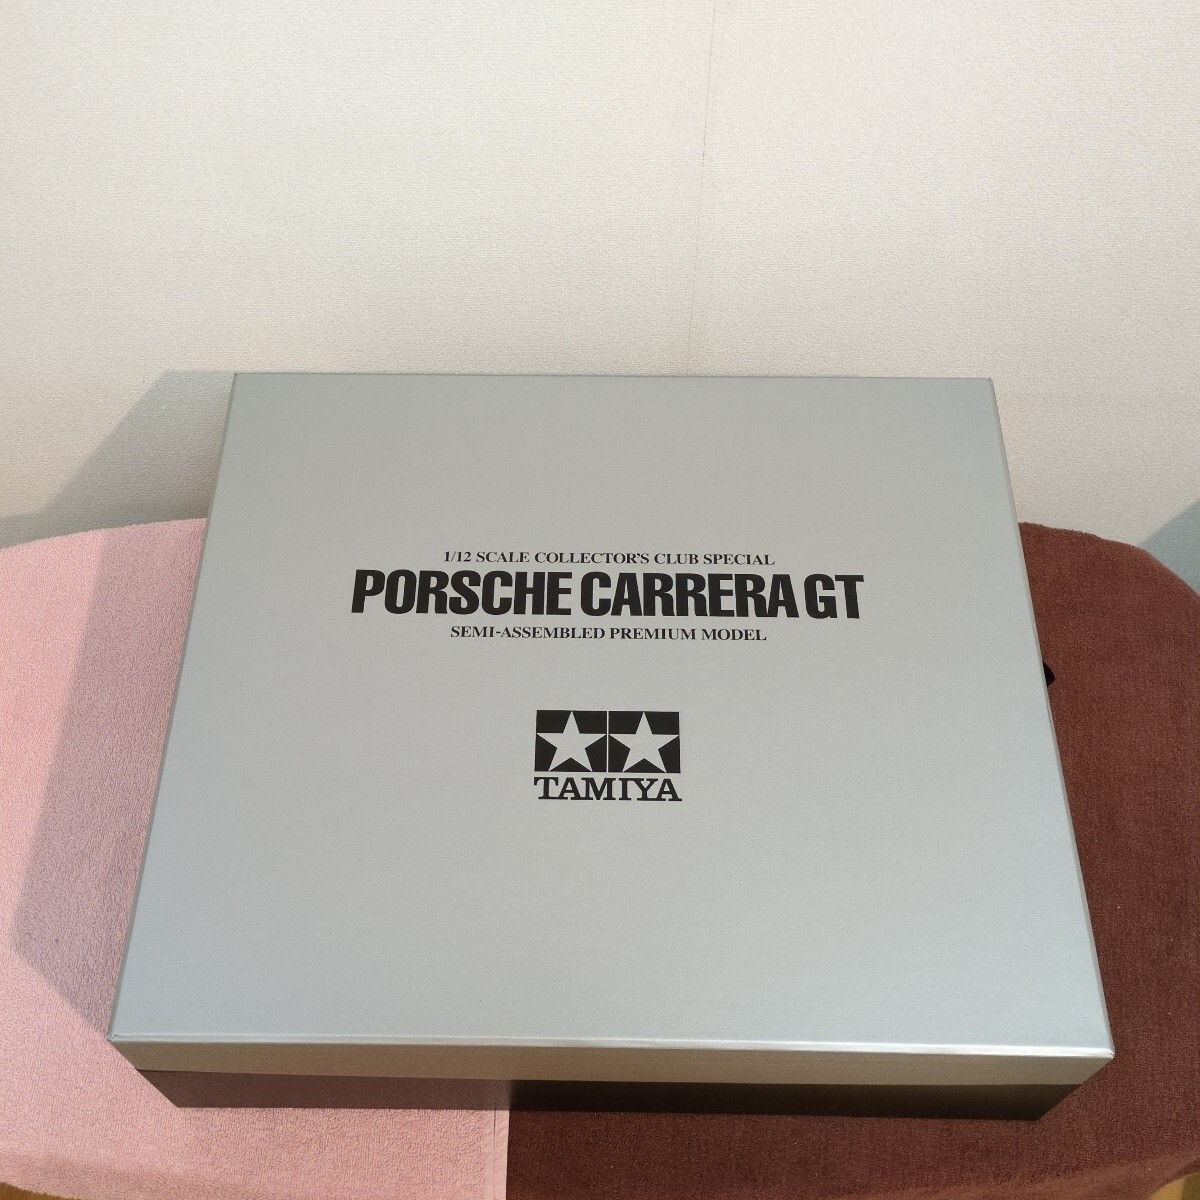 1/12 SCALE COLLECTOR'S CLUB SPECIAL
PORSCHE CARRERA GT
SEMI-ASSEMBLED PREMIUM MODEL
TAMIYA